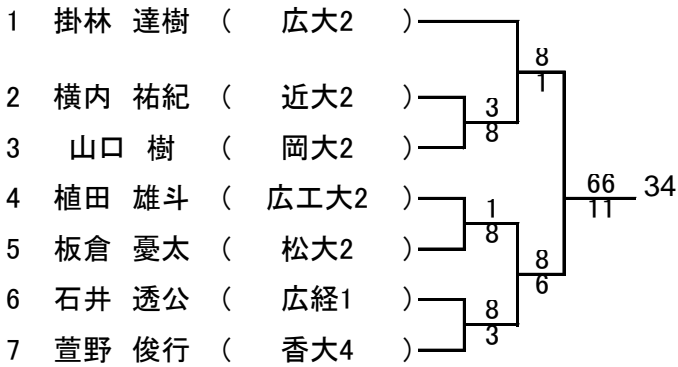 1 掛林 達樹 ( 広大2 )
8
1
2 横内 祐紀 ( 近大2 )
3
8
3 山口 樹 ( 岡大2 )
4 植田 雄斗 ( 広工大2 )
1
8
66
11
34
5 板倉 憂太 ( 松大2 )
8
6
6 石井 透公 ( 広経1 )
8
3
7 萱野 俊行 ( 香大4 )